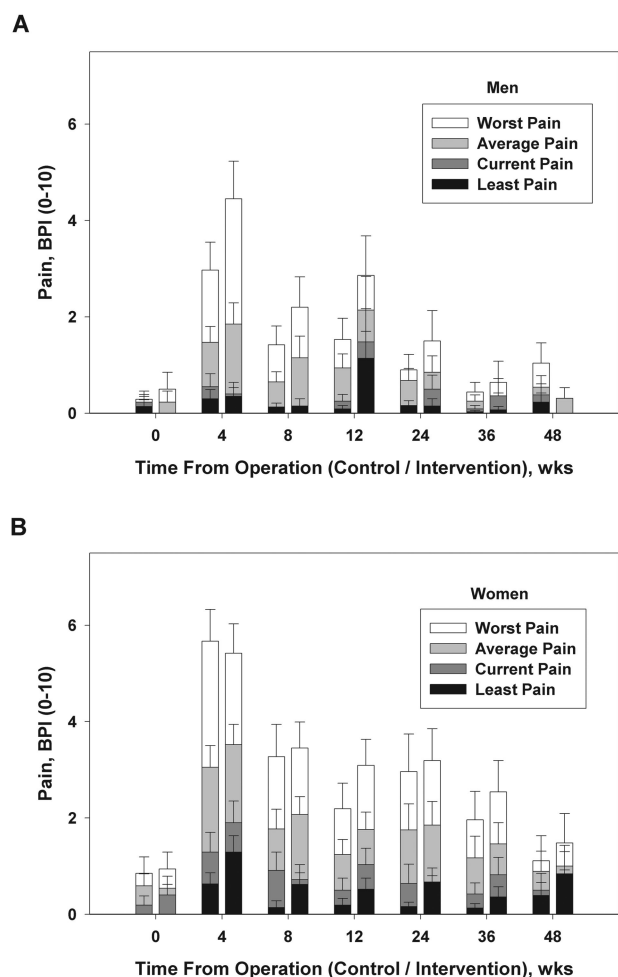 A
Men
Worst Pain
Average Pain
Current Pain
Least Pain
Pain, BPI (0-10)
6
4
2
0
0 4 8 12 24 36 48
Time From Operation (Control / Intervention), wks
B
Women
Worst Pain
Average Pain
Current Pain
Least Pain
Pain, BPI (0-10)
6
4
2
0
0 4 8 12 24 36 48
Time From Operation (Control / Intervention), wks